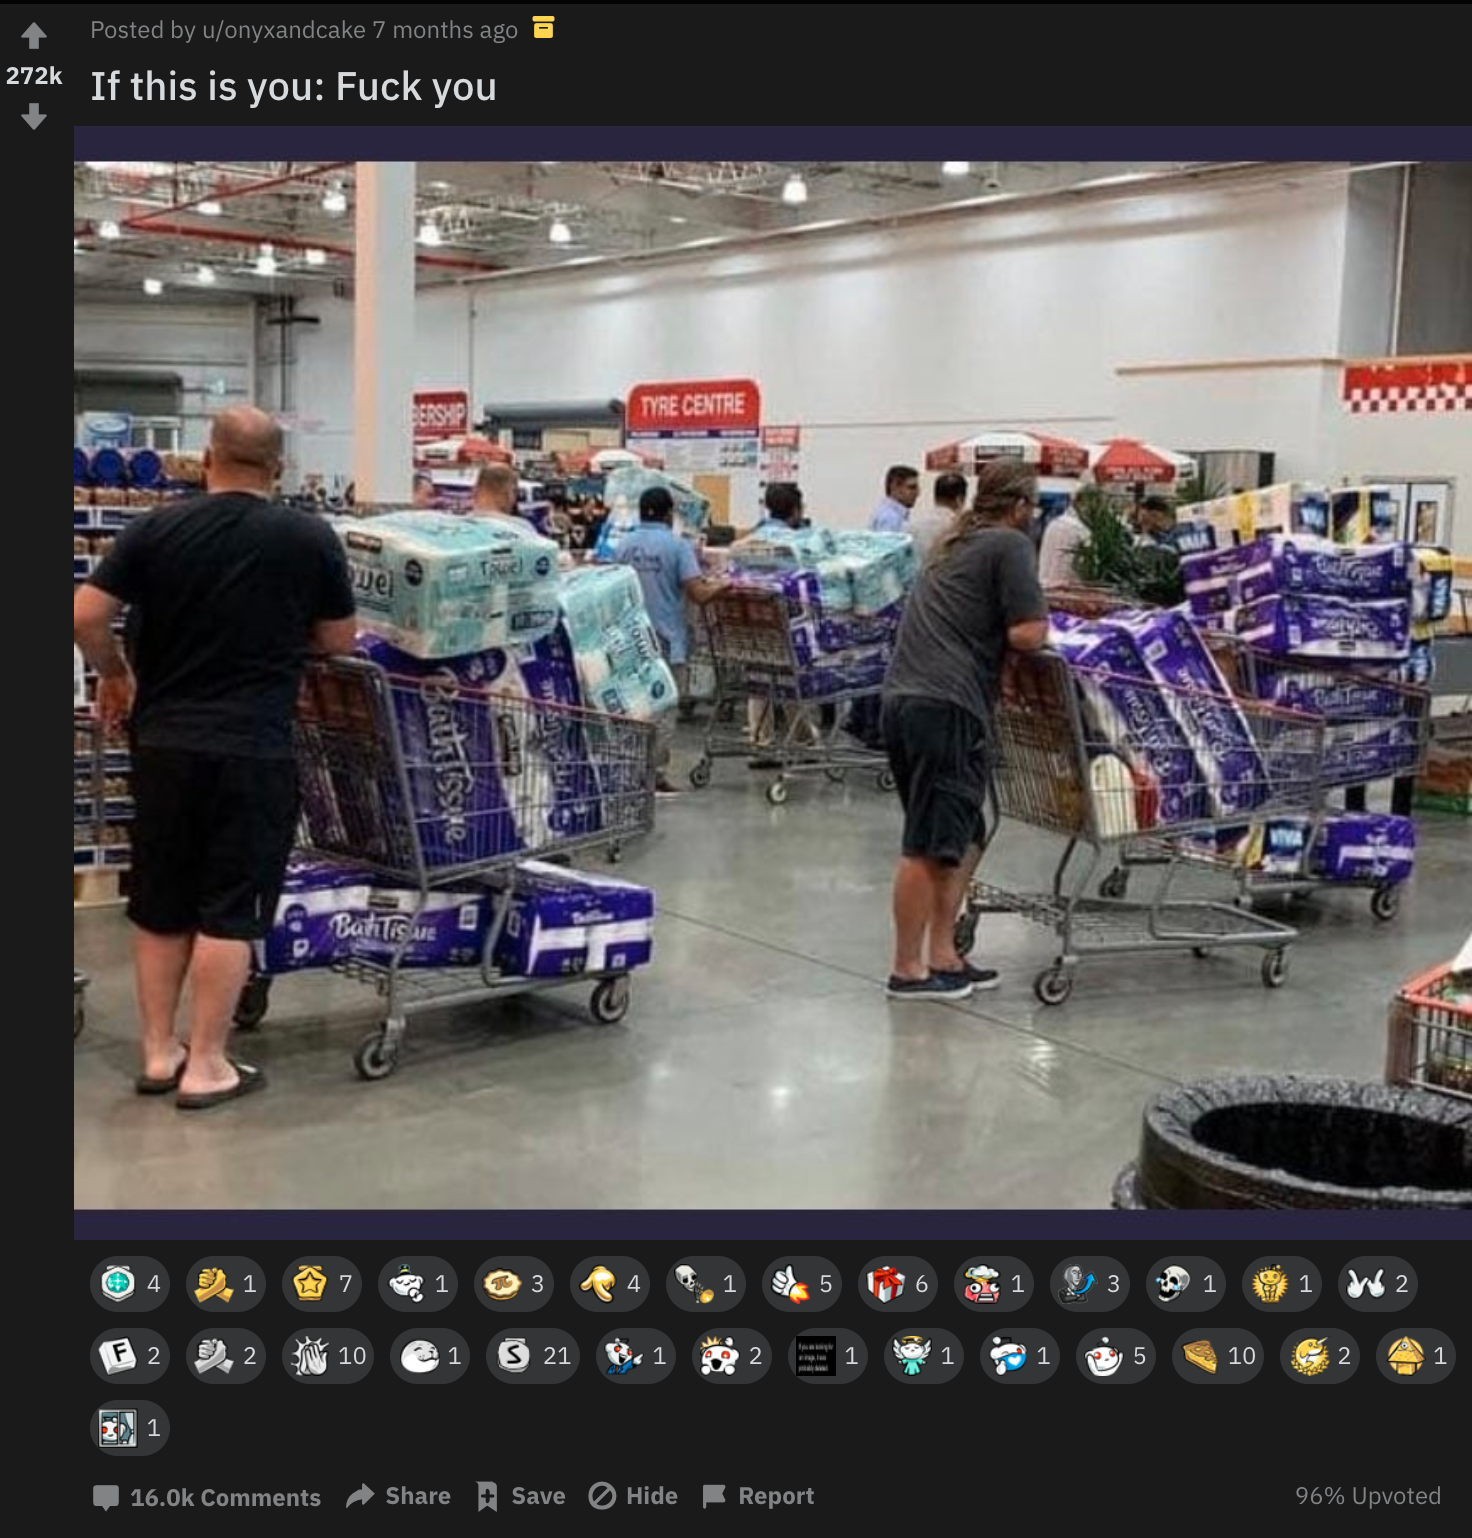 Posted by u/onyxandcake 7 months ago
272k
If this is you: Fuck you
BERSHIP
TYRE CENTRE
Towel
Bath Tissue
Bath Tissue
VIVA
4 1 7 1 3 4 1 5 6 1 3 1 1 2
F 2 2 10 1 S 21 1 2 1 1 1 5 10 2 1
1
16.0k Comments Share Save Hide Report 96% Upvoted